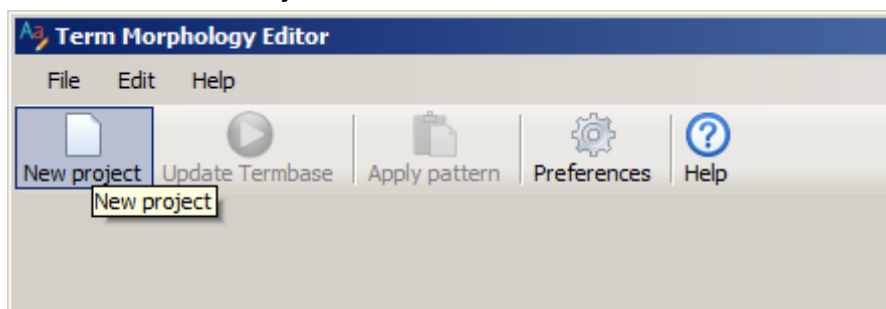 Term Morphology Editor
File Edit Help
New project Update Termbase Apply pattern Preferences Help
New project